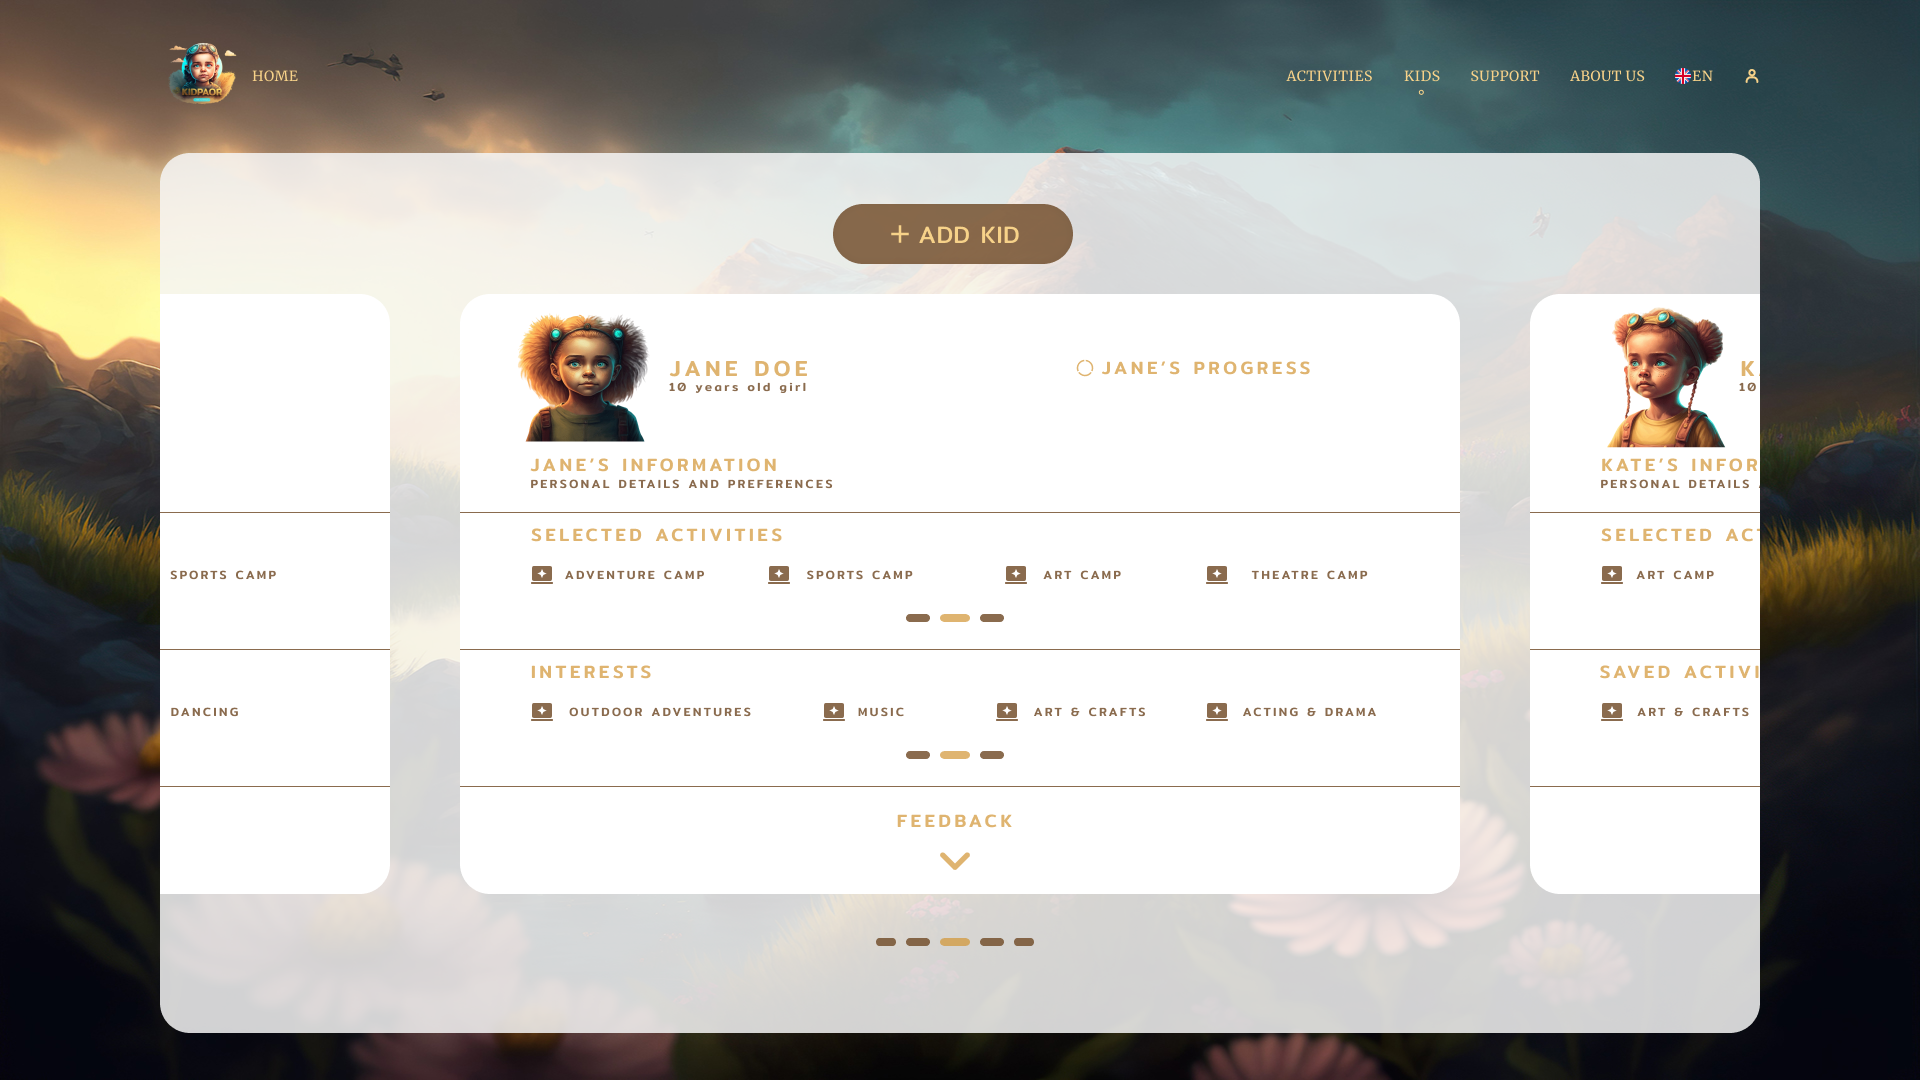 KIDPAOR
HOME
ACTIVITIES
KIDS
SUPPORT
ABOUT US
EN
+ ADD KID
JANE DOE
10 years old girl
JANE'S PROGRESS
JANE'S INFORMATION
PERSONAL DETAILS AND PREFERENCES
SELECTED ACTIVITIES
ADVENTURE CAMP
SPORTS CAMP
ART CAMP
THEATRE CAMP
INTERESTS
OUTDOOR ADVENTURES
MUSIC
ART & CRAFTS
ACTING & DRAMA
FEEDBACK
SPORTS CAMP
DANCING
K
10
KATE'S INFOR
PERSONAL DETAILS
SELECTED ACT
ART CAMP
SAVED ACTIVI
ART & CRAFTS